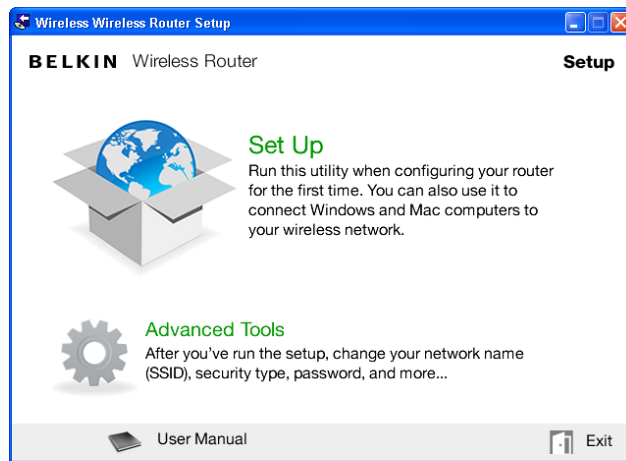 Wireless Wireless Router Setup
BELKIN Wireless Router
Setup
Set Up
Run this utility when configuring your router
for the first time. You can also use it to
connect Windows and Mac computers to
your wireless network.
Advanced Tools
After you've run the setup, change your network name
(SSID), security type, password, and more...
User Manual
Exit